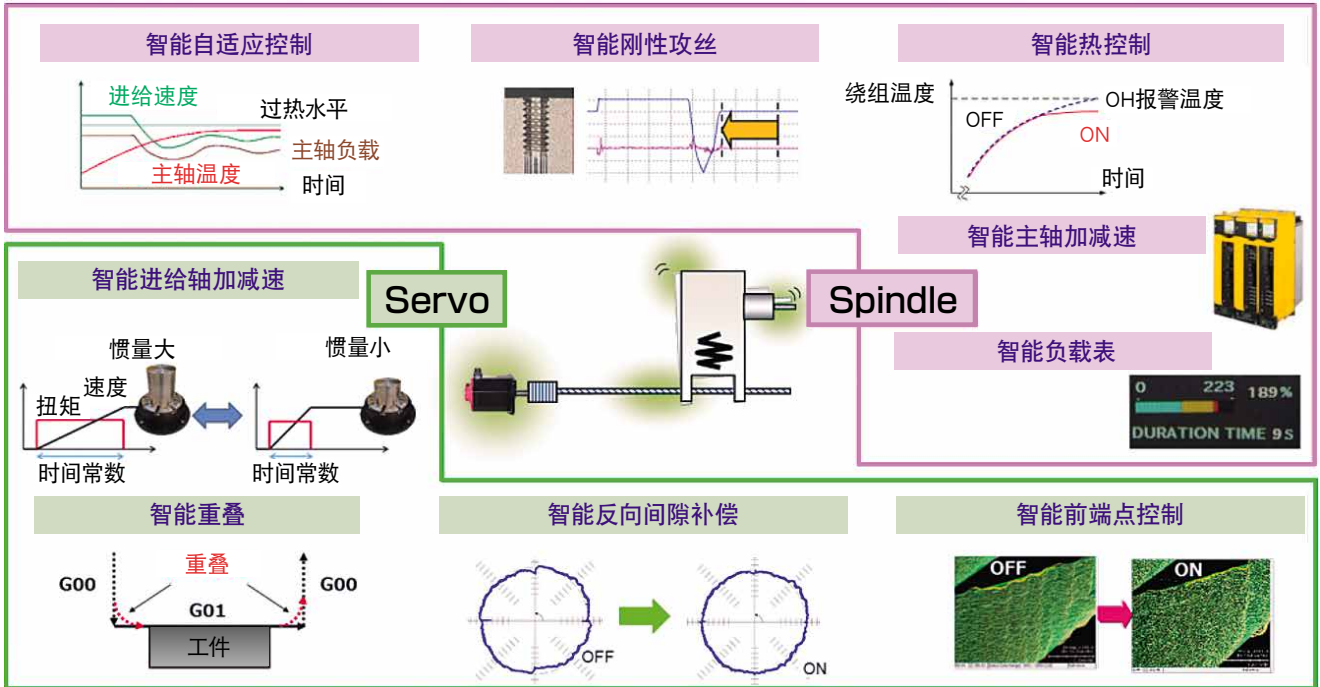 智能自适应控制
进给速度
过热水平
主轴负载
主轴温度
时间
智能刚性攻丝
智能热控制
绕组温度
OFF
OH报警温度
ON
时间
智能主轴加减速
Spindle
智能负载表
0 223 189%
DURATION TIME 9S
Servo
智能进给轴加减速
惯量大
速度
扭矩
时间常数
惯量小
时间常数
智能重叠
G00
重叠
G00
G01
工件
智能反向间隙补偿
OFF
ON
智能前端点控制
OFF
ON